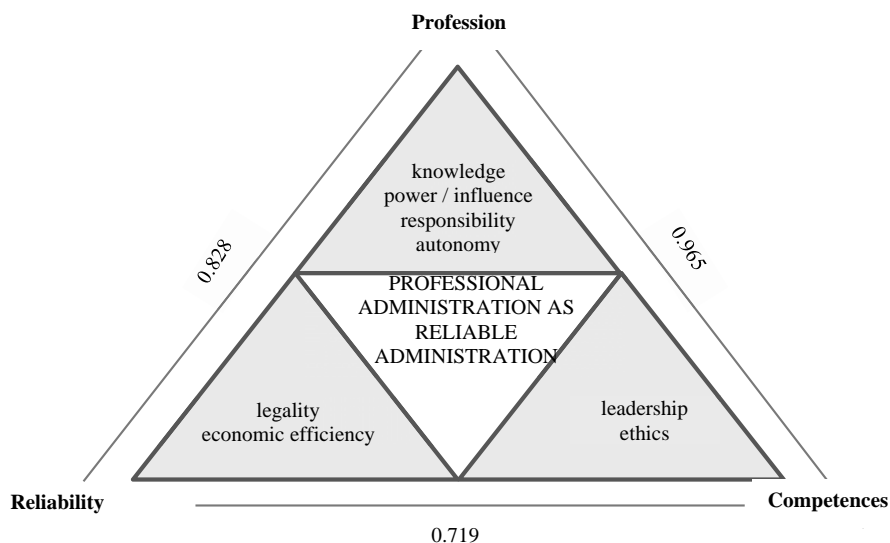 Profession
knowledge
power / influence
responsibility
autonomy
0.828
0.965
PROFESSIONAL
ADMINISTRATION AS
RELIABLE
ADMINISTRATION
legality
economic efficiency
leadership
ethics
Reliability
Competences
0.719